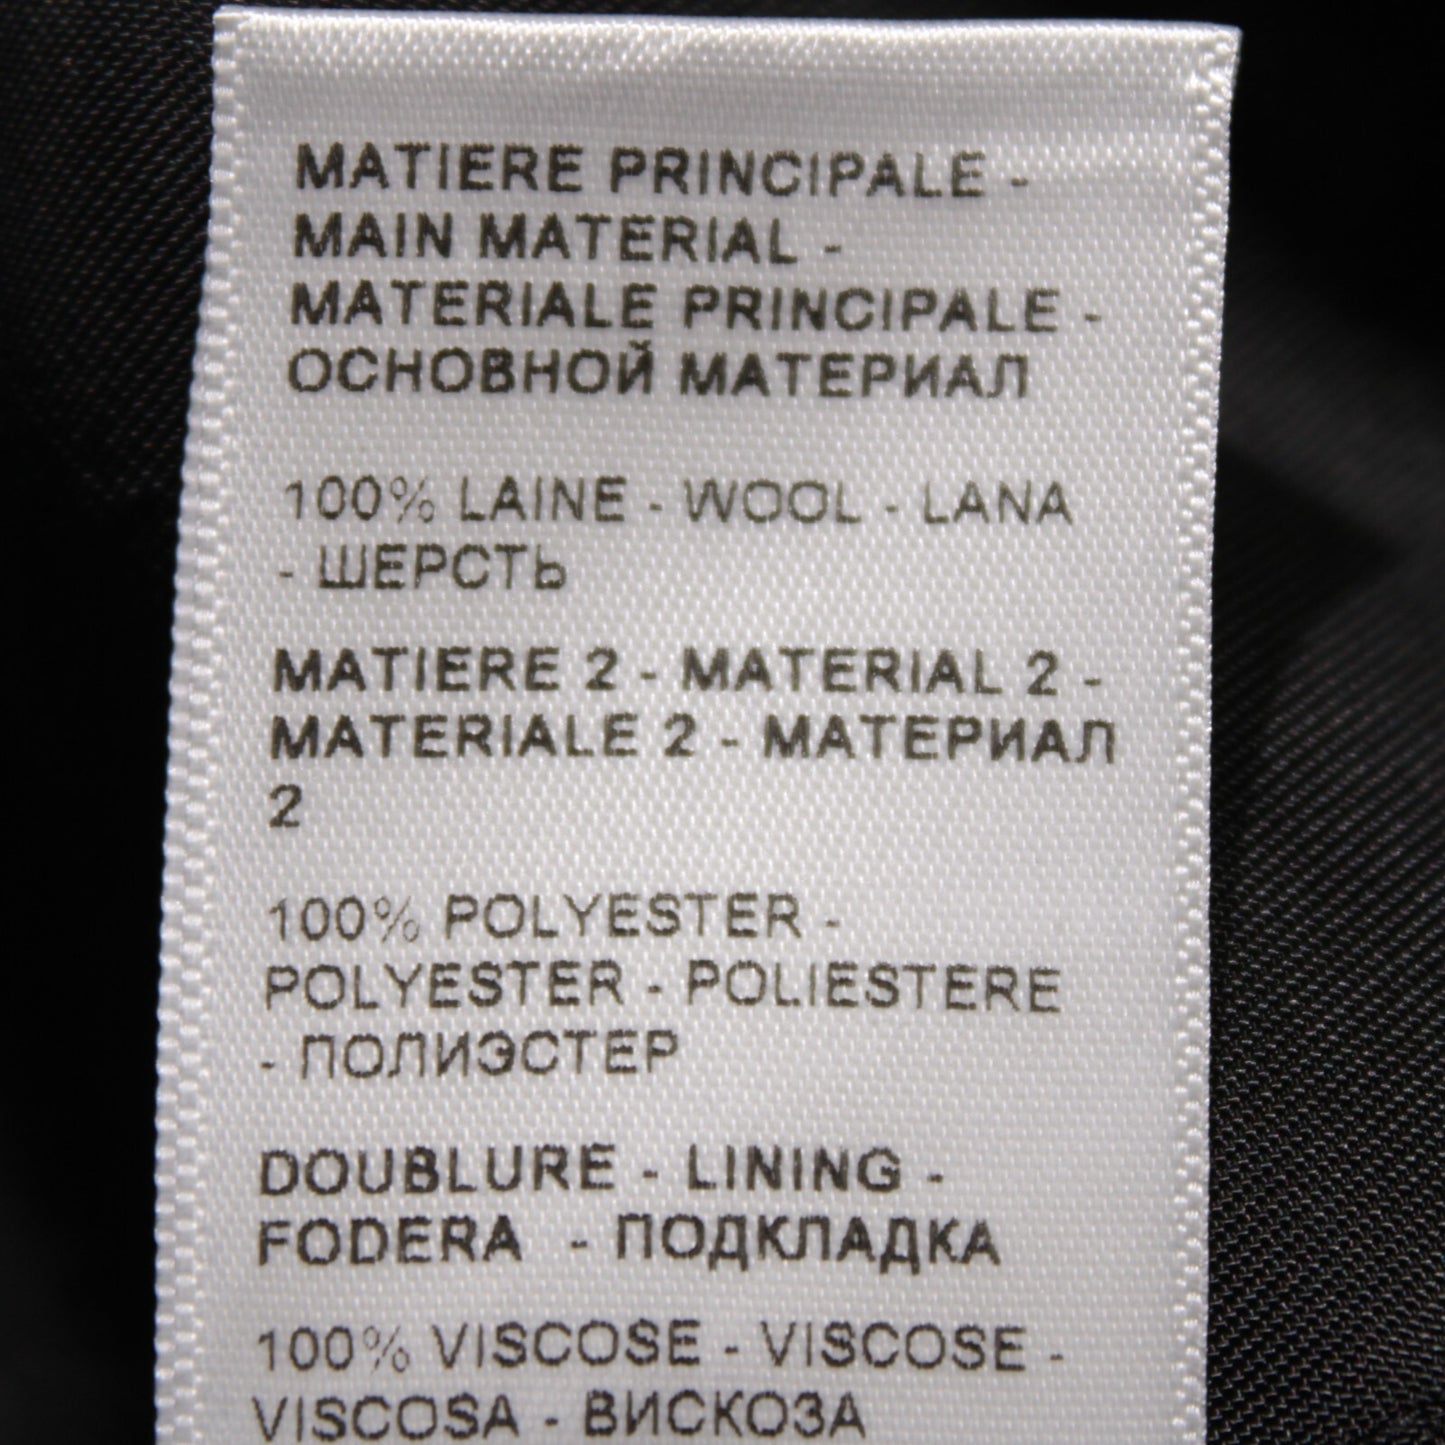 MATIERE PRINCIPALE -
MAIN MATERIAL -
MATERIALE PRINCIPALE -
ОСНОВНОЙ МАТЕРИАЛ
100% LAINE - WOOL - LANA
- ШЕРСТЬ
MATIERE 2 - MATERIAL 2 -
MATERIALE 2 - МАТЕРИАЛ
2
100% POLYESTER -
POLYESTER - POLIESTERE
- ПОЛИЭСТЕР
DOUBLURE - LINING -
FODERA - ПОДКЛАДКА
100% VISCOSE - VISCOSE -
VISCOSA - ВИСКОЗА